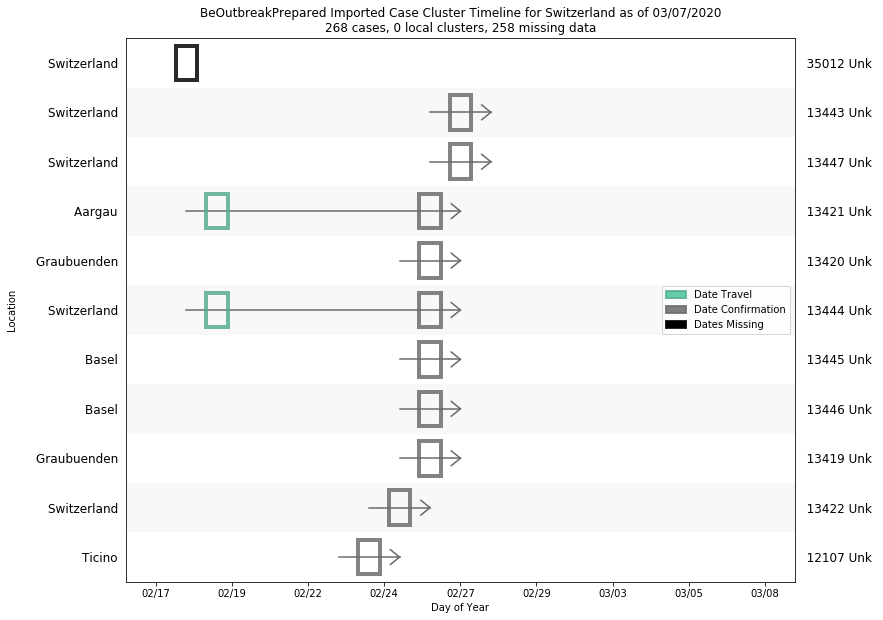 BeOutbreakPrepared Imported Case Cluster Timeline for Switzerland as of 03/07/2020
268 cases, 0 local clusters, 258 missing data
Switzerland 35012 Unk
Switzerland 13443 Unk
Switzerland 13447 Unk
Aargau 13421 Unk
Graubuenden 13420 Unk
Switzerland 13444 Unk
Basel 13445 Unk
Basel 13446 Unk
Graubuenden 13419 Unk
Switzerland 13422 Unk
Ticino 12107 Unk
Location
Date Travel
Date Confirmation
Dates Missing
02/17 02/19 02/22 02/24 02/27 02/29 03/03 03/05 03/08
Day of Year